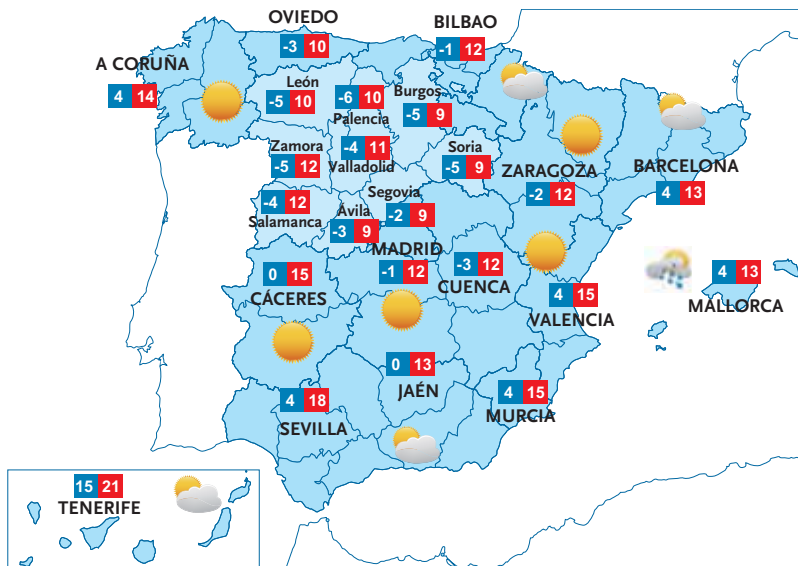 OVIEDO
-3 10
BILBAO
-1 12
A CORUÑA
4 14
León
-5 10
-6 10
Palencia
Burgos
-5 9
Zamora
-5 12
-4 11
Valladolid
Soria
-5 9
ZARAGOZA
-2 12
BARCELONA
4 13
-4 12
Salamanca
Ávila
-3 9
Segovia
-2 9
MADRID
-1 12
-3 12
CUENCA
0 15
CÁCERES
4 15
VALENCIA
4 13
MALLORCA
0 13
JAÉN
4 18
SEVILLA
4 15
MURCIA
15 21
TENERIFE